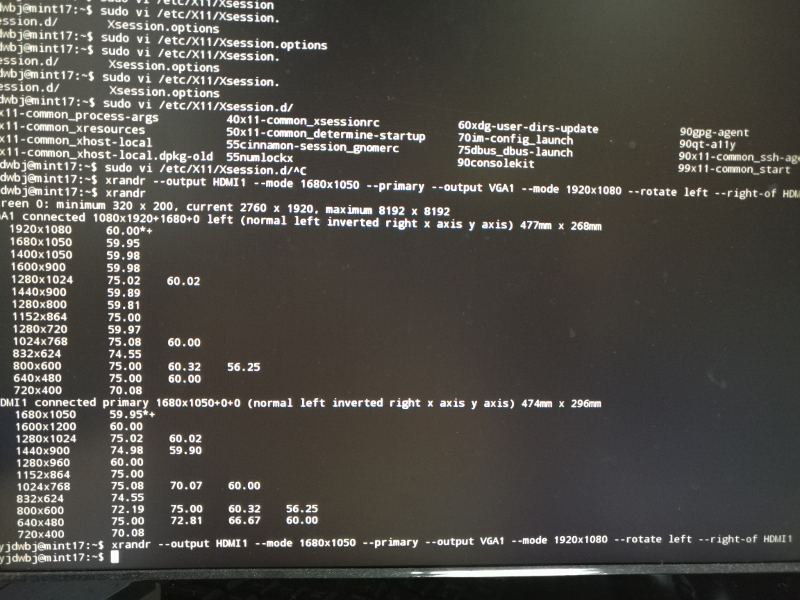 sudo vi /etc/X11/Xsession
ession.d/ Xsession.options
dwbj@mint17:~$ sudo vi /etc/X11/Xsession.options
dwbj@mint17:~$ sudo vi /etc/X11/Xsession.
ession.d/ Xsession.options
dwbj@mint17:~$ sudo vi /etc/X11/Xsession.
ession.d/ Xsession.options
dwbj@mint17:~$ sudo vi /etc/X11/Xsession.d/
x11-common_process-args 40x11-common_xsessionrc 60xdg-user-dirs-update 90gpg-agent
x11-common_xresources 50x11-common_determine-startup 70im-config_launch 90qt-a11y
x11-common_xhost-local 55cinnamon-session_gnomerc 75dbus_dbus-launch 90x11-common_ssh-age
x11-common_xhost-local.dpkg-old 55numlockx 90consolekit 99x11-common_start
dwbj@mint17:~$ sudo vi /etc/X11/Xsession.d/^C
dwbj@mint17:~$ xrandr --output HDMI1 --mode 1680x1050 --primary --output VGA1 --mode 1920x1080 --rotate left --right-of HDM
dwbj@mint17:~$ xrandr
reen 0: minimum 320 x 200, current 2760 x 1920, maximum 8192 x 8192
GA1 connected 1080x1920+1680+0 left (normal left inverted right x axis y axis) 477mm x 268mm
1920x1080 60.00*+
1680x1050 59.95
1400x1050 59.98
1600x900 59.98
1280x1024 75.02 60.02
1440x900 59.89
1280x800 59.81
1152x864 75.00
1280x720 59.97
1024x768 75.08 60.00
832x624 74.55
800x600 75.00 60.32 56.25
640x480 75.00 60.00
720x400 70.08
DMI1 connected primary 1680x1050+0+0 (normal left inverted right x axis y axis) 474mm x 296mm
1680x1050 59.95*+
1600x1200 60.00
1280x1024 75.02 60.02
1440x900 74.98 59.90
1280x960 60.00
1152x864 75.00
1024x768 75.08 70.07 60.00
832x624 74.55
800x600 72.19 75.00 60.32 56.25
640x480 75.00 72.81 66.67 60.00
720x400 70.08
yjdwbj@mint17:~$ xrandr --output HDMI1 --mode 1680x1050 --primary --output VGA1 --mode 1920x1080 --rotate left --right-of HDMI1
yjdwbj@mint17:~$